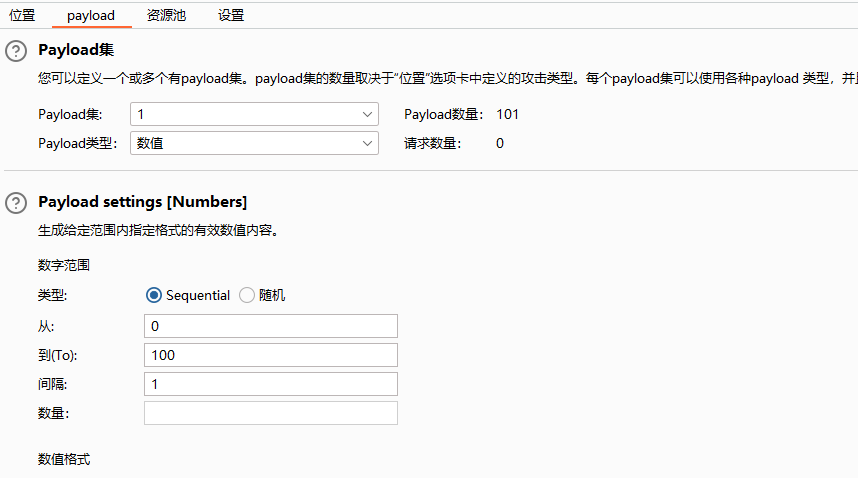 位置 payload 资源池 设置
Payload集
您可以定义一个或多个有payload集。payload集的数量取决于“位置”选项卡中定义的攻击类型。每个payload集可以使用各种payload 类型，并
Payload集: 1 Payload数量： 101
Payload类型： 数值 请求数量： 0
Payload settings [Numbers]
生成给定范围内指定格式的有效数值内容。
数字范围
类型: Sequential 随机
从: 0
到(To): 100
间隔: 1
数量：
数值格式